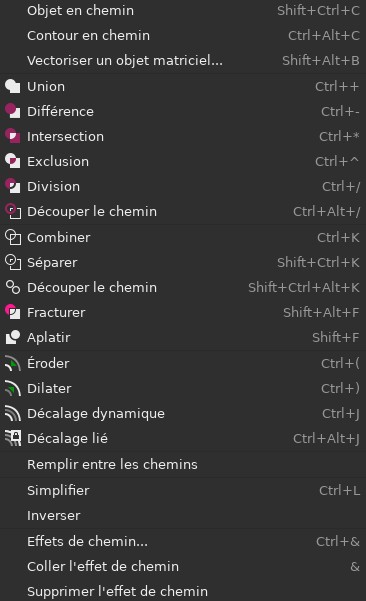 Objet en chemin Shift+Ctrl+C
Contour en chemin Ctrl+Alt+C
Vectoriser un objet matriciel... Shift+Alt+B
Union Ctrl++
Différence Ctrl+-
Intersection Ctrl+*
Exclusion Ctrl+^
Division Ctrl+/
Découper le chemin Ctrl+Alt+/
Combiner Ctrl+K
Séparer Shift+Ctrl+K
Découper le chemin Shift+Ctrl+Alt+K
Fracturer Shift+Alt+F
Aplatir Shift+F
Éroder Ctrl+(
Dilater Ctrl+)
Décalage dynamique Ctrl+J
Décalage lié Ctrl+Alt+J
Remplir entre les chemins
Simplifier Ctrl+L
Inverser
Effets de chemin... Ctrl+&
Coller l'effet de chemin &
Supprimer l'effet de chemin